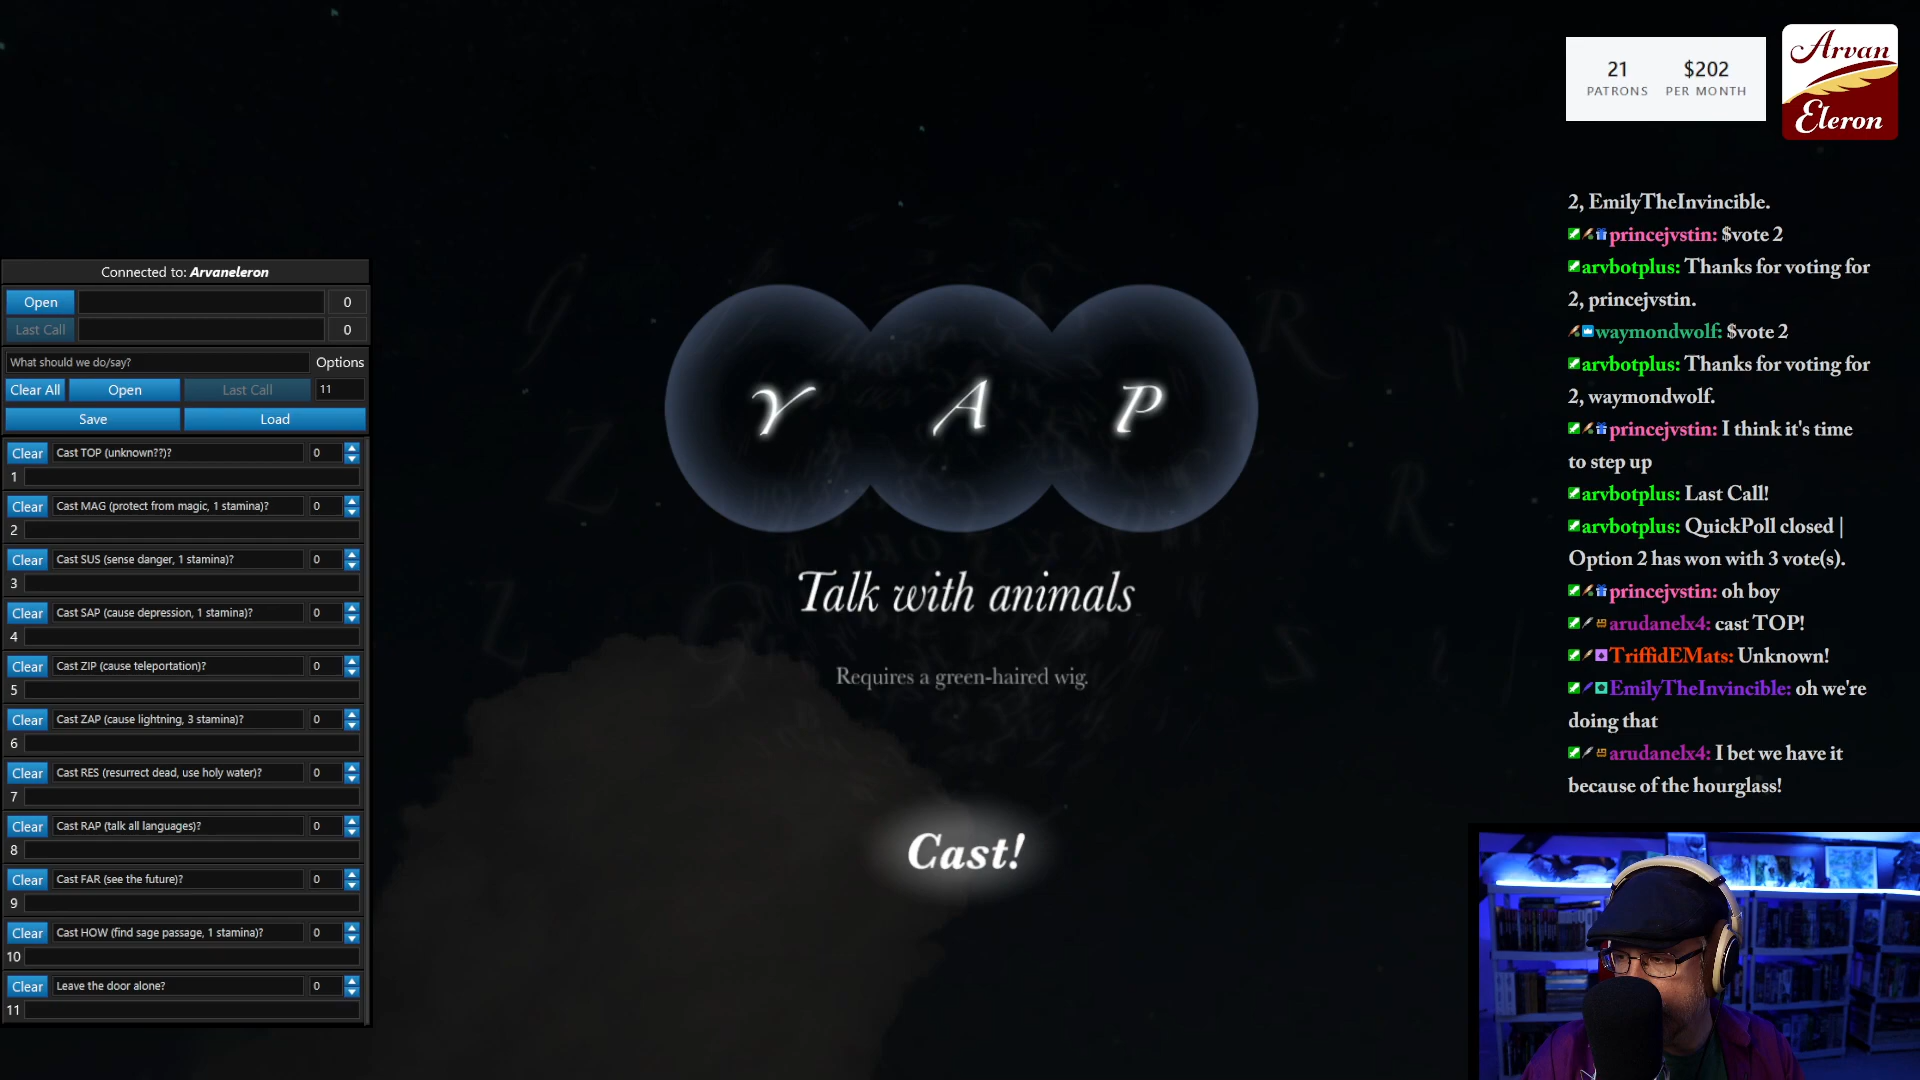 Connected to: Arvaneleron
Open 0
Last Call 0
What should we do/say? Options
Clear All Open Last Call 11
Save Load
Clear Cast TOP (unknown??)? 0
1
Clear Cast MAG (protect from magic, 1 stamina)? 0
2
Clear Cast SUS (sense danger, 1 stamina)? 0
3
Clear Cast SAP (cause depression, 1 stamina)? 0
4
Clear Cast ZIP (cause teleportation)? 0
5
Clear Cast ZAP (cause lightning, 3 stamina)? 0
6
Clear Cast RES (resurrect dead, use holy water)? 0
7
Clear Cast RAP (talk all languages)? 0
8
Clear Cast FAR (see the future)? 0
9
Clear Cast HOW (find sage passage, 1 stamina)? 0
10
Clear Leave the door alone? 0
11
Y A P
Talk with animals
Requires a green-haired wig.
Cast!
21 $202
PATRONS PER MONTH
Arvan
Eleron
2, EmilyTheInvincible.
princejvstin: $vote 2
arvbotplus: Thanks for voting for
2, princejvstin.
waymondwolf: $vote 2
arvbotplus: Thanks for voting for
2, waymondwolf.
princejvstin: I think it's time
to step up
arvbotplus: Last Call!
arvbotplus: QuickPoll closed |
Option 2 has won with 3 vote(s).
princejvstin: oh boy
arudanelx4: cast TOP!
TriffidEMats: Unknown!
EmilyTheInvincible: oh we're
doing that
arudanelx4: I bet we have it
because of the hourglass!